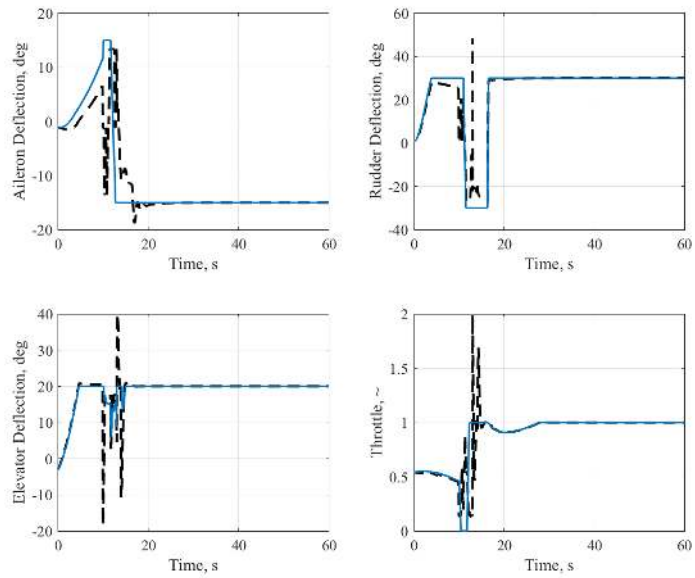 Aileron Deflection, deg
20
10
0
-10
-20
0 20 40 60
Time, s
Rudder Deflection, deg
60
40
20
0
-20
-40
0 20 40 60
Time, s
Elevator Deflection, deg
40
30
20
10
0
-10
-20
0 20 40 60
Time, s
Throttle, ~
2
1.5
1
0.5
0
0 20 40 60
Time, s